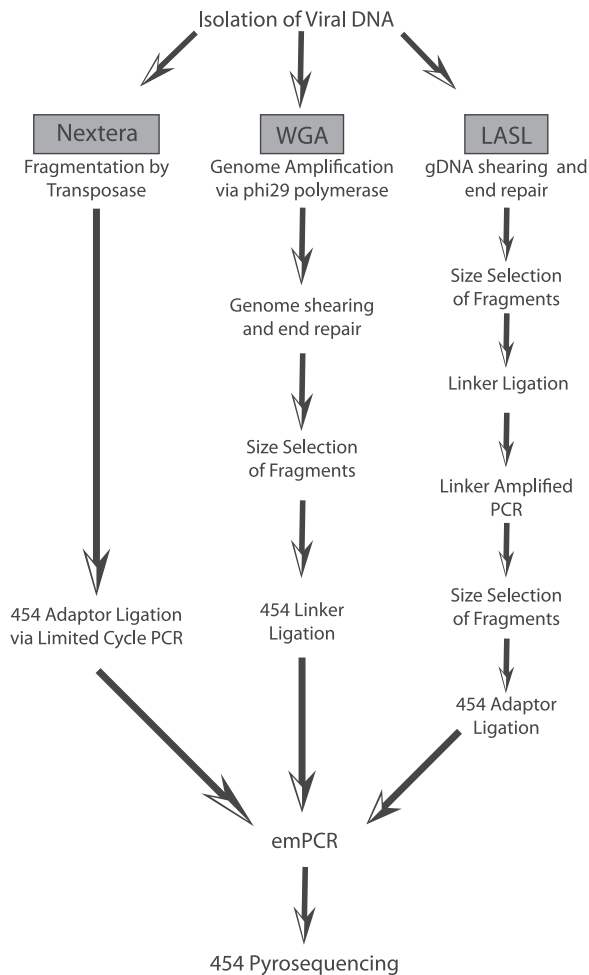 Isolation of Viral DNA
Nextera
Fragmentation by
Transposase
454 Adaptor Ligation
via Limited Cycle PCR
WGA
Genome Amplification
via phi29 polymerase
Genome shearing
and end repair
Size Selection
of Fragments
454 Linker
Ligation
LASL
gDNA shearing and
end repair
Size Selection
of Fragments
Linker Ligation
Linker Amplified
PCR
Size Selection
of Fragments
454 Adaptor
Ligation
emPCR
454 Pyrosequencing